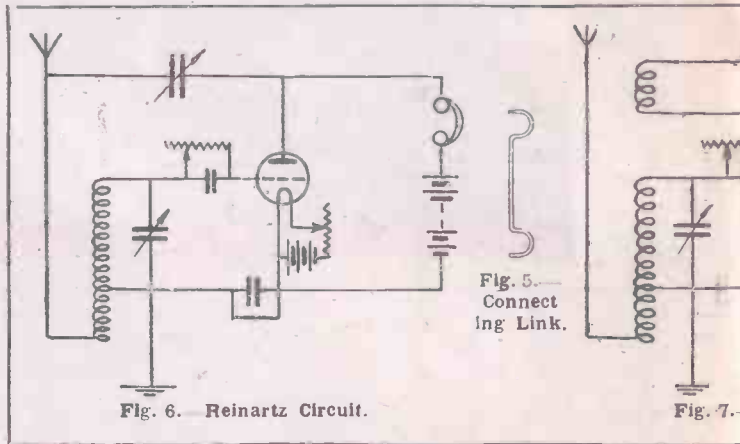 Fig. 5.—
Connect
ing Link.
Fig. 6.— Reinartz Circuit.
Fig. 7.-